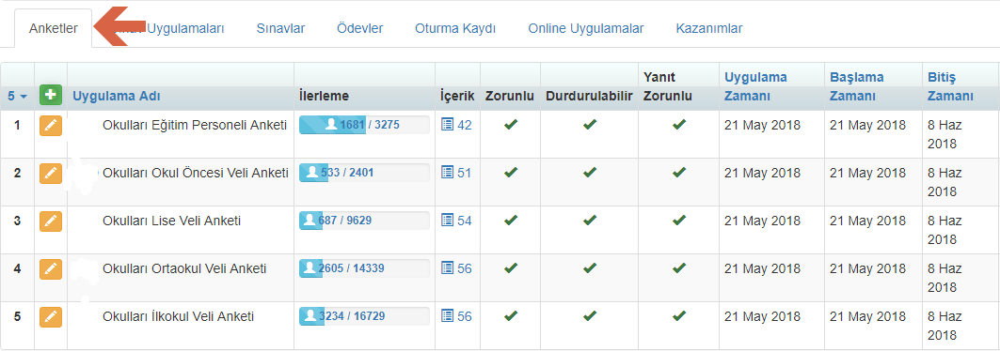 Anketler Uygulamaları Sınavlar Ödevler Oturma Kaydı Online Uygulamalar Kazanımlar
5 Uygulama Adı İlerleme İçerik Zorunlu Durdurulabilir Yanıt Zorunlu Uygulama Zamanı Başlama Zamanı Bitiş Zamanı
1 Okulları Eğitim Personeli Anketi 1681 / 3275 42 21 May 2018 21 May 2018 8 Haz 2018
2 Okulları Okul Öncesi Veli Anketi 533 / 2401 51 21 May 2018 21 May 2018 8 Haz 2018
3 Okulları Lise Veli Anketi 687 / 9629 54 21 May 2018 21 May 2018 8 Haz 2018
4 Okulları Ortaokul Veli Anketi 2605 / 14339 56 21 May 2018 21 May 2018 8 Haz 2018
5 Okulları İlkokul Veli Anketi 3234 / 16729 56 21 May 2018 21 May 2018 8 Haz 2018